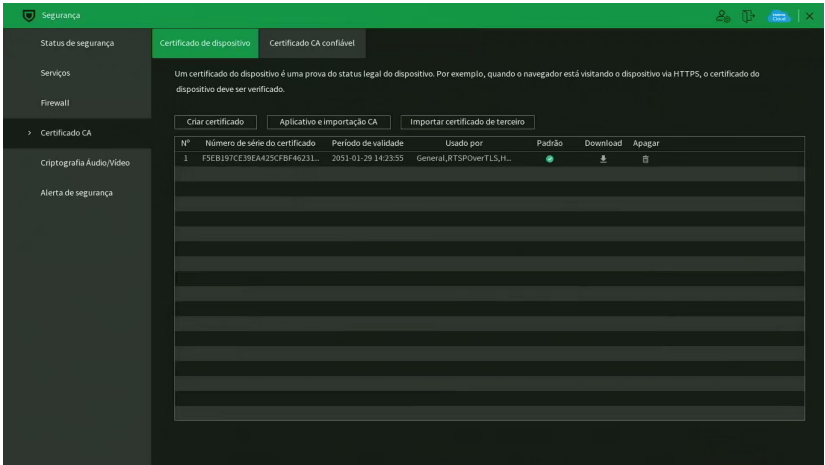 Segurança
Status de segurança
Serviços
Firewall
Certificado CA
Criptografia Áudio/Vídeo
Alerta de segurança
Certificado de dispositivo Certificado CA confiável
Um certificado do dispositivo é uma prova do status legal do dispositivo. Por exemplo, quando o navegador está visitando o dispositivo via HTTPS, o certificado do
dispositivo deve ser verificado.
Criar certificado Aplicativo e importação CA Importar certificado de terceiro
Nº Número de série do certificado Período de validade Usado por Padrão Download Apagar
1 F5EB197CE39EA425CFBF46231... 2051-01-29 14:23:55 General,RTSPOverTLS,H...